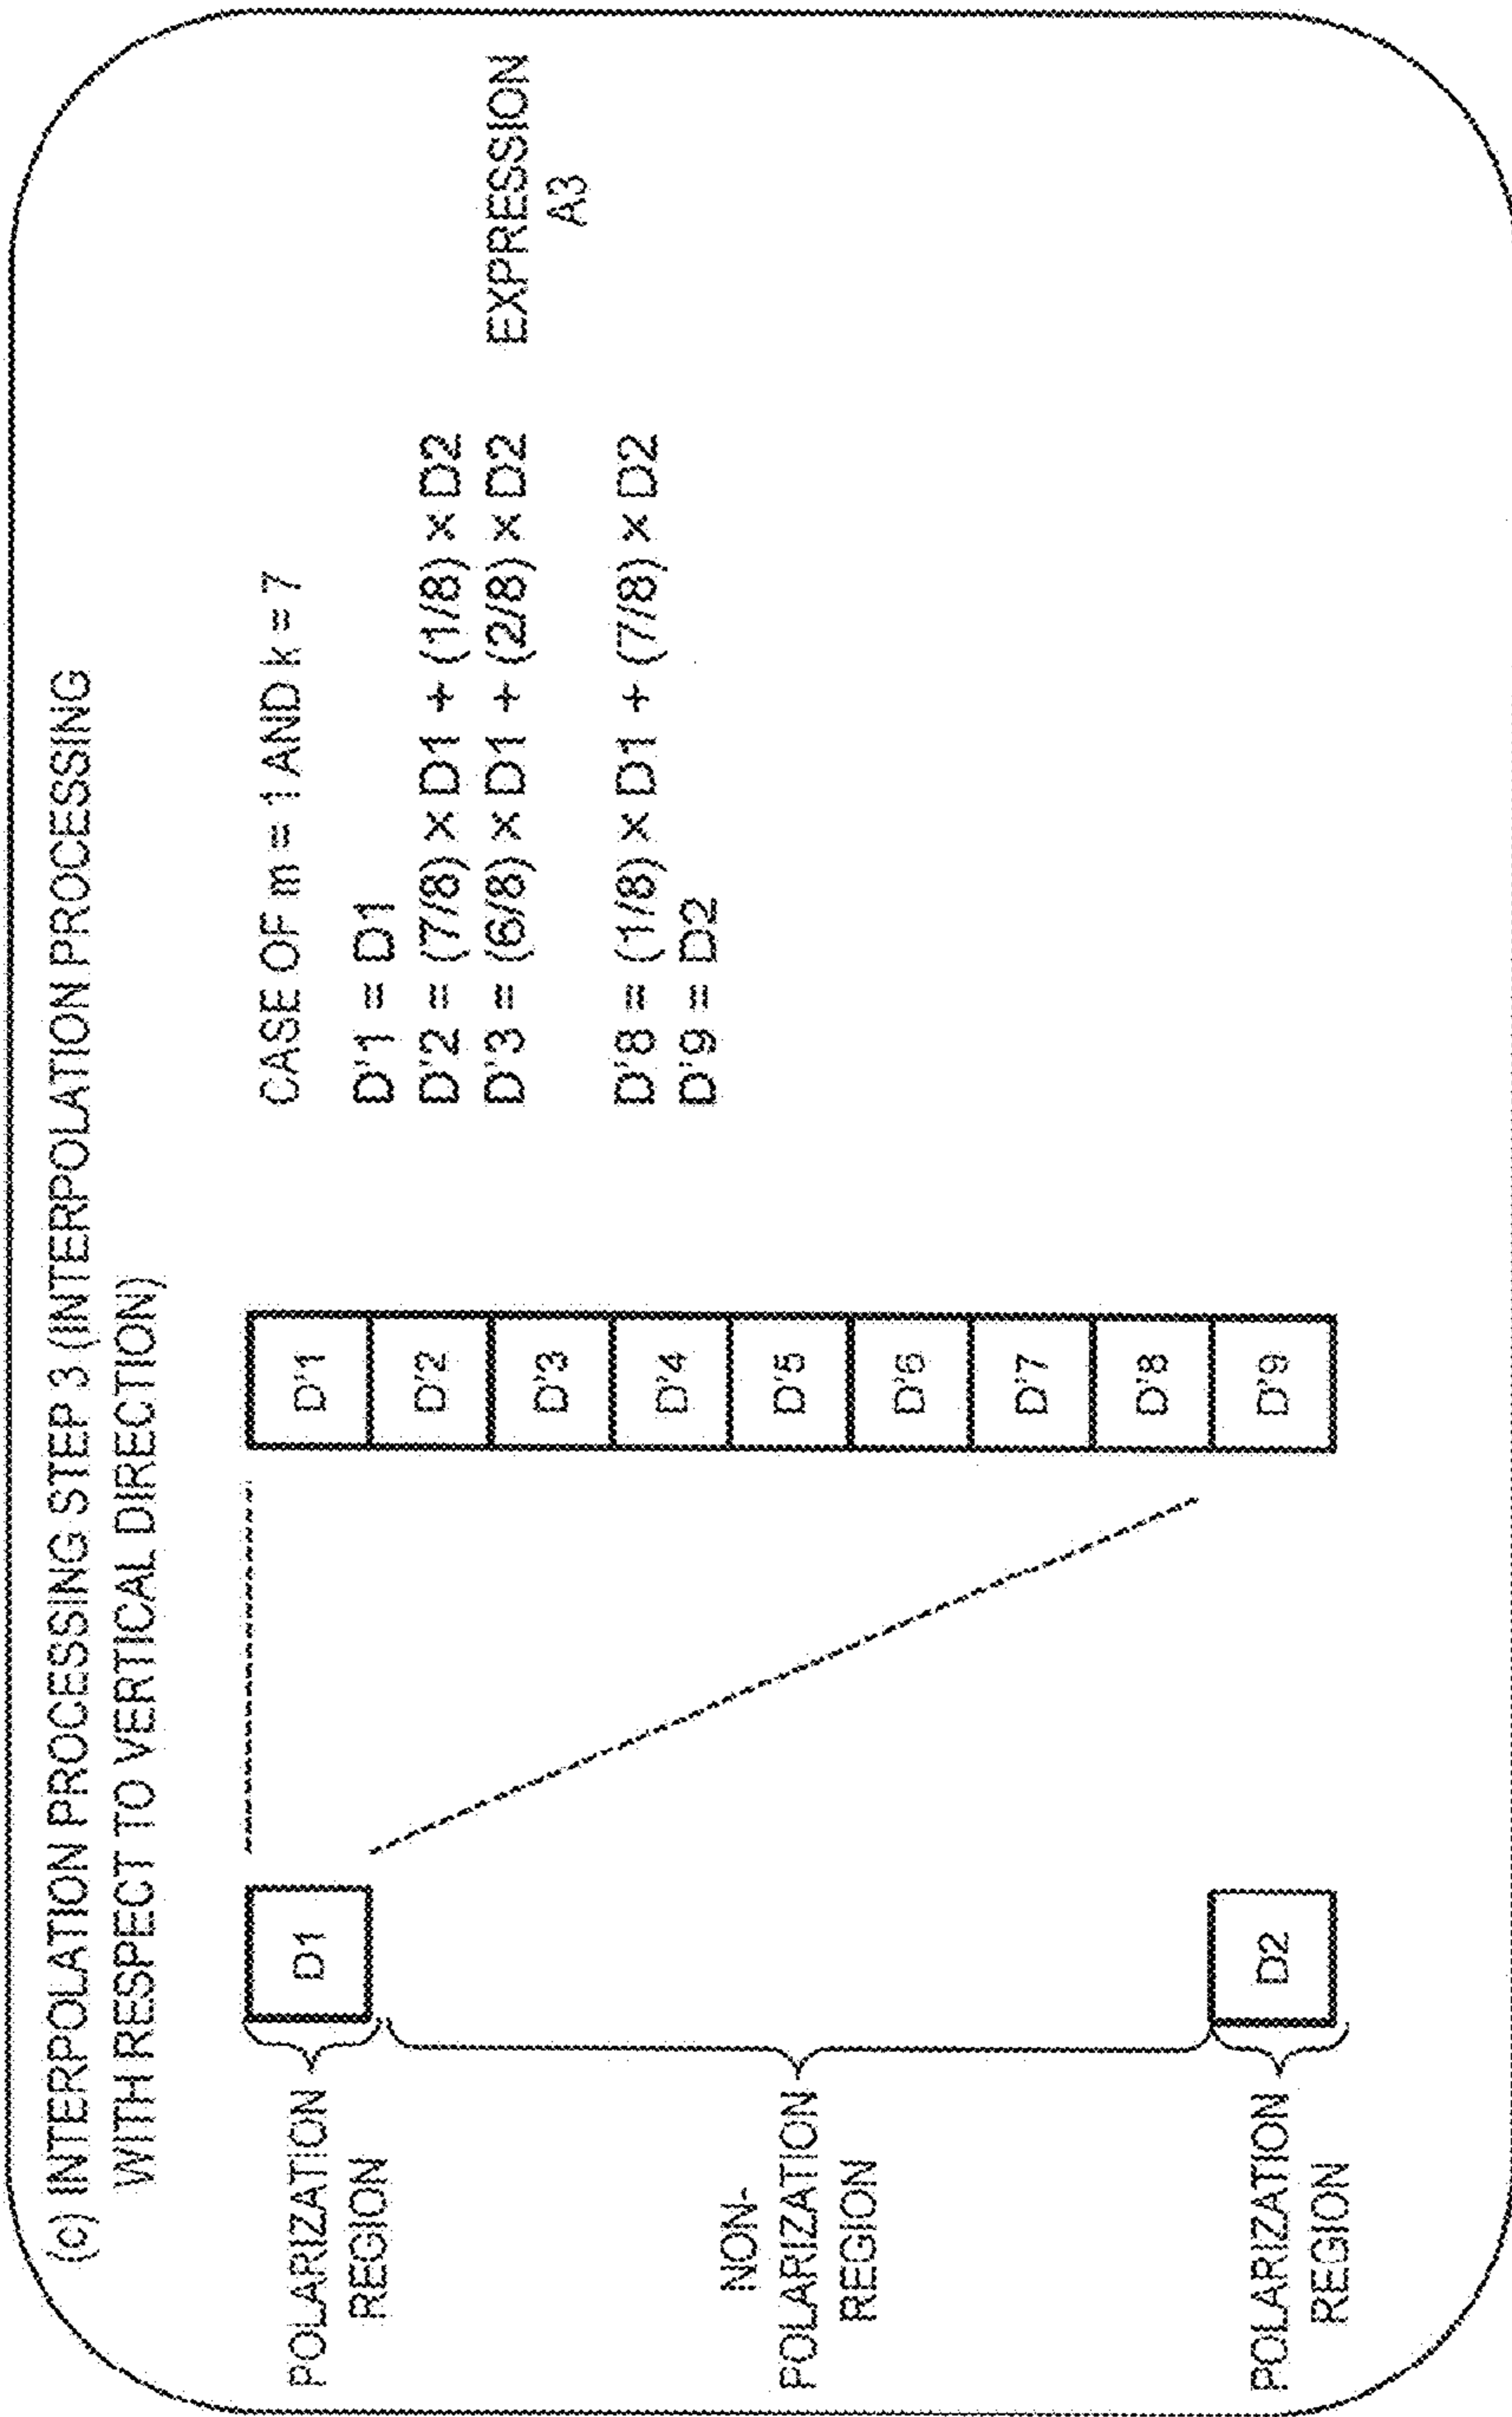 (c) INTERPOLATION PROCESSING STEP 3 (INTERPOLATION PROCESSING
WITH RESPECT TO VERTICAL DIRECTION)
POLARIZATION
REGION
NON-
POLARIZATION
REGION
POLARIZATION
REGION
D1
D2
D'1
D'2
D'3
D'4
D'5
D'6
D'7
D'8
D'9
CASE OF m = 1 AND k = 7
D'1 = D1
D'2 = (7/8) × D1 + (1/8) × D2
D'3 = (6/8) × D1 + (2/8) × D2
D'8 = (1/8) × D1 + (7/8) × D2
D'9 = D2
EXPRESSION
A3